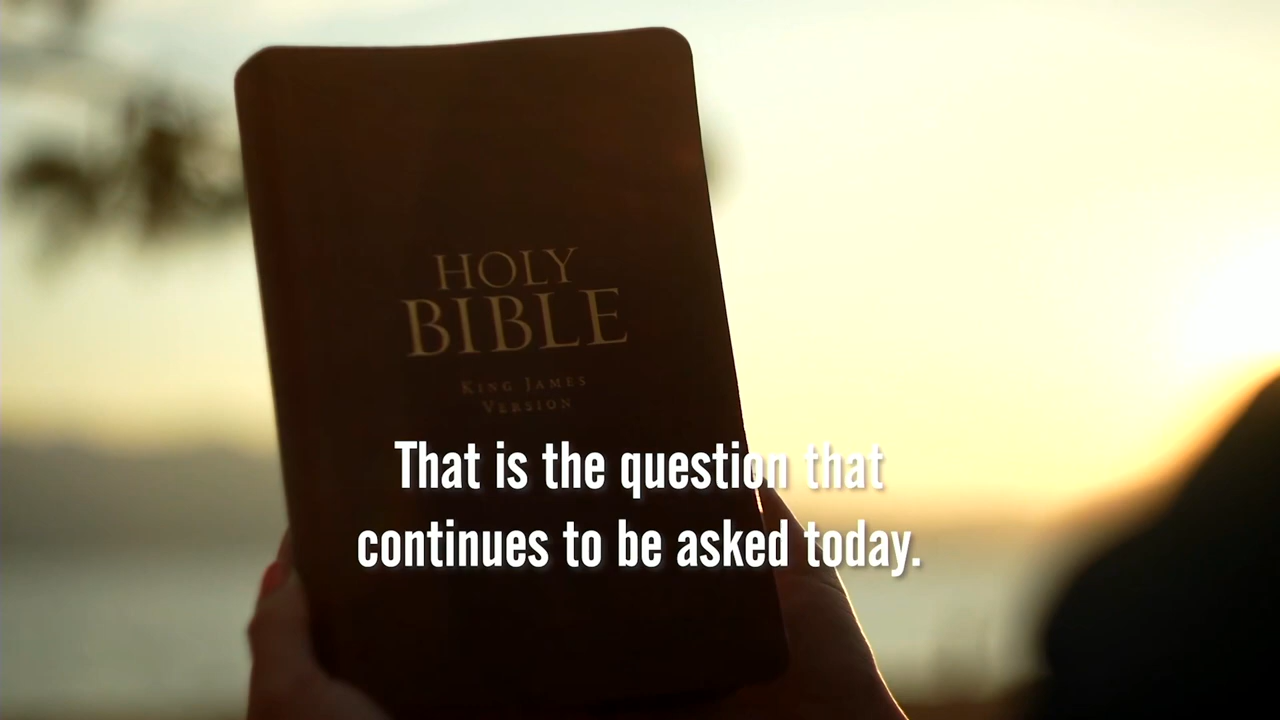 HOLY
BIBLE
KING JAMES
VERSION
That is the question that
continues to be asked today.